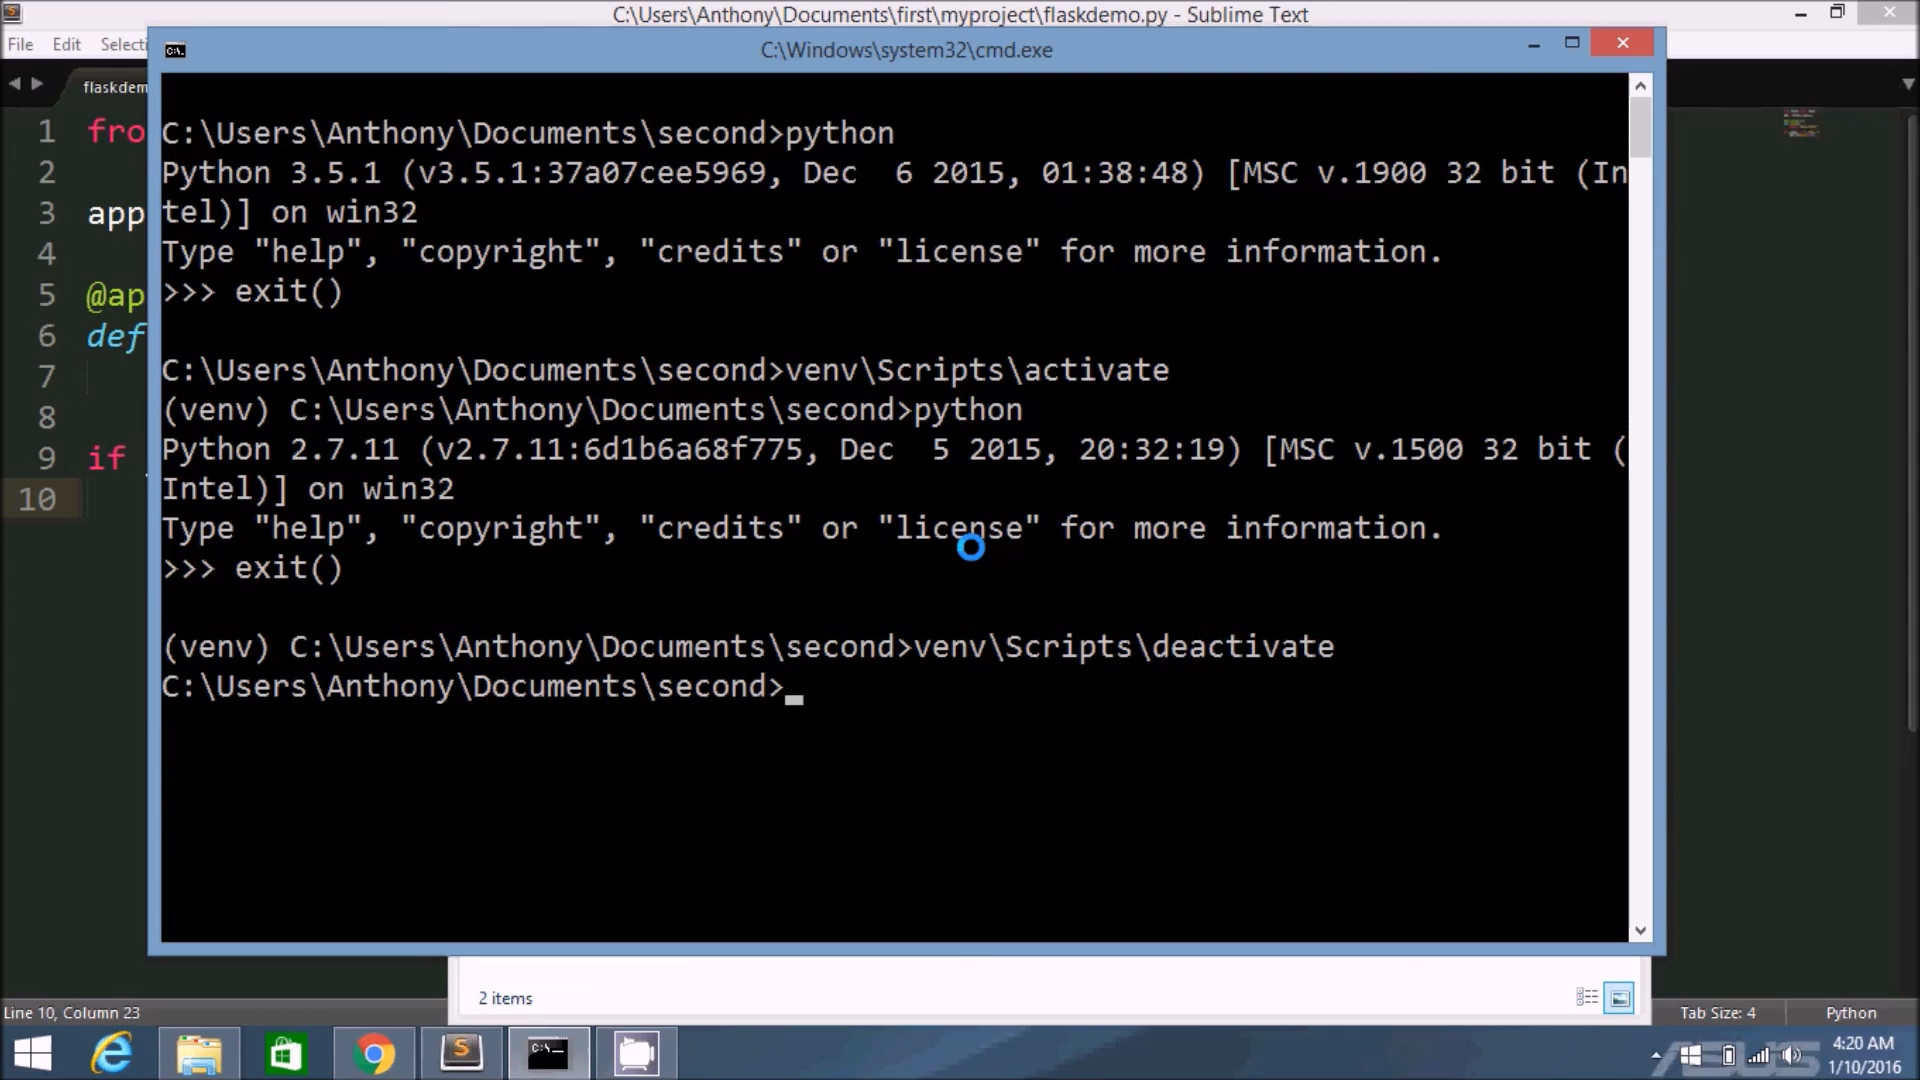 C:\Users\Anthony\Documents\first\myproject\flaskdemo.py - Sublime Text
File Edit Selecti
C:\Windows\system32\cmd.exe
flaskdem
1 fro
2
3 app
4
5 @ap
6 def
7
8
9 if
10
C:\Users\Anthony\Documents\second>python
Python 3.5.1 (v3.5.1:37a07cee5969, Dec  6 2015, 01:38:48) [MSC v.1900 32 bit (In
tel)] on win32
Type "help", "copyright", "credits" or "license" for more information.
>>> exit()
C:\Users\Anthony\Documents\second>venv\Scripts\activate
(venv) C:\Users\Anthony\Documents\second>python
Python 2.7.11 (v2.7.11:6d1b6a68f775, Dec  5 2015, 20:32:19) [MSC v.1500 32 bit (
Intel)] on win32
Type "help", "copyright", "credits" or "license" for more information.
>>> exit()
(venv) C:\Users\Anthony\Documents\second>venv\Scripts\deactivate
C:\Users\Anthony\Documents\second>
2 items
Line 10, Column 23
Tab Size: 4
Python
4:20 AM
1/10/2016
ASUS